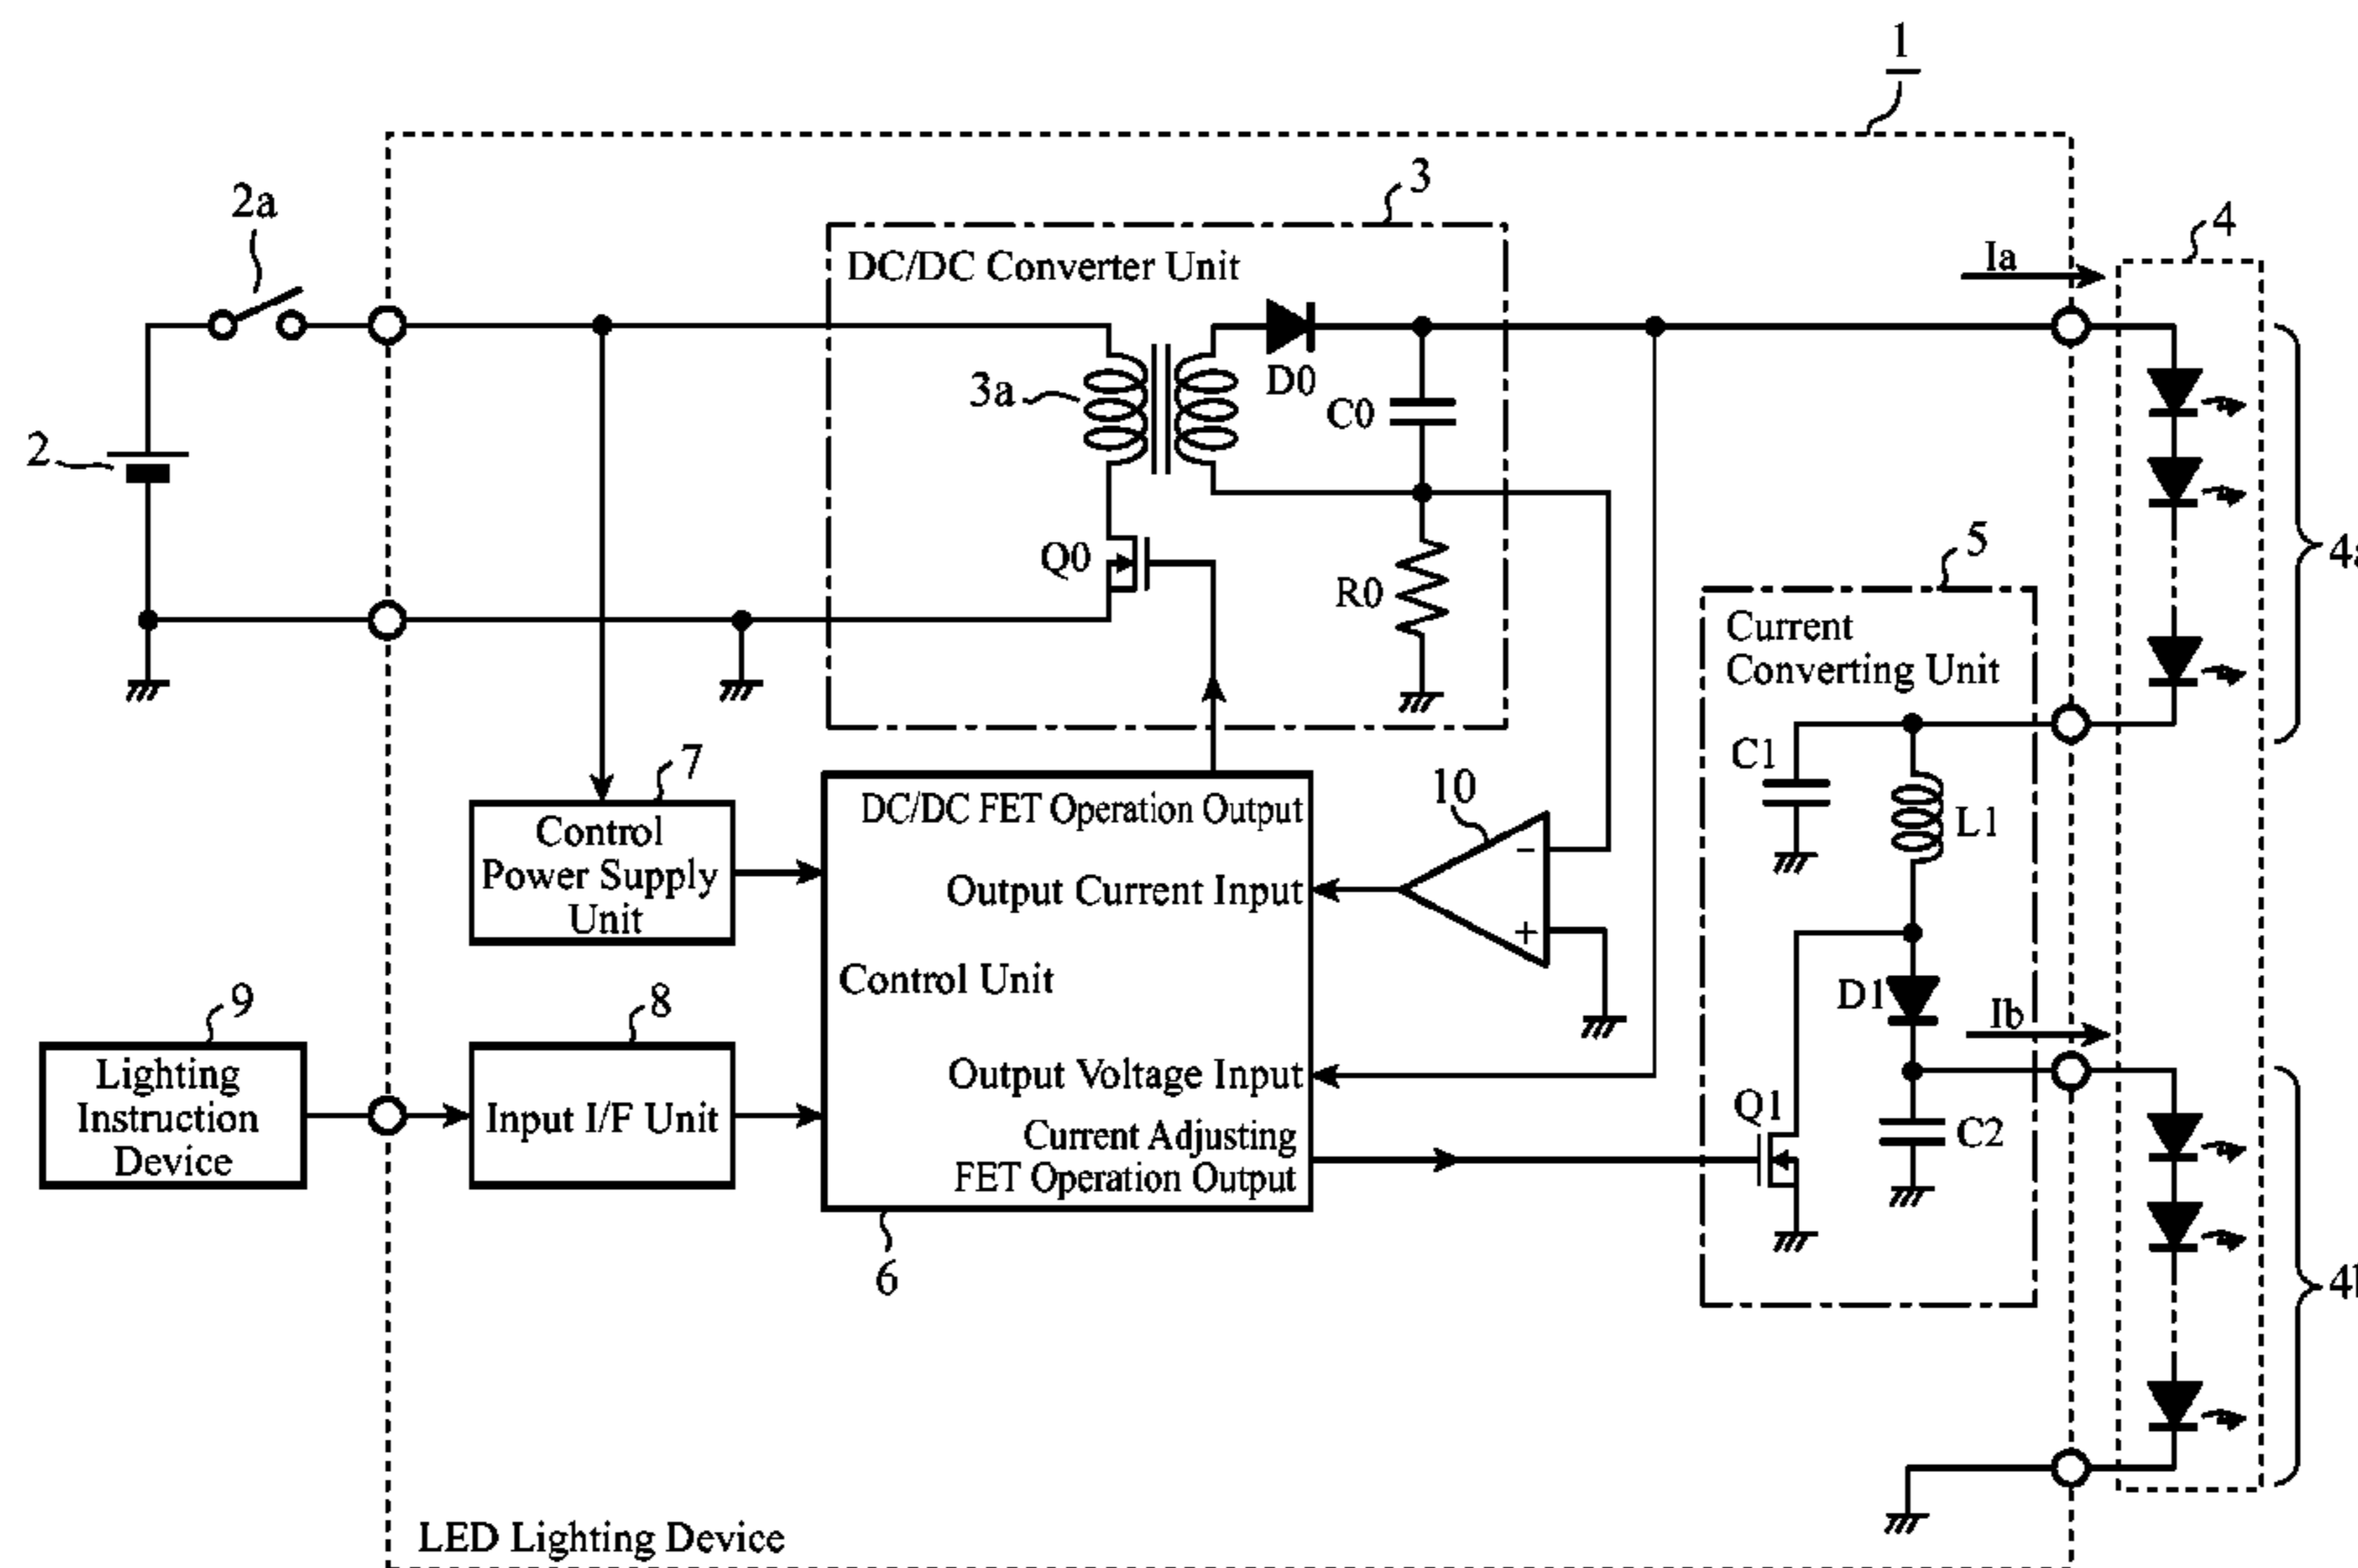 1
2a
3
4
DC/DC Converter Unit
Ia
3a
D0
C0
2
Q0
R0
5
4a
Current
Converting Unit
7
C1
10
L1
DC/DC FET Operation Output
Control
Power Supply
Unit
-
Output Current Input
+
Control Unit
9
8
D1
Ib
Lighting
Instruction
Device
Input I/F Unit
Output Voltage Input
Q1
C2
Current Adjusting
FET Operation Output
6
LED Lighting Device